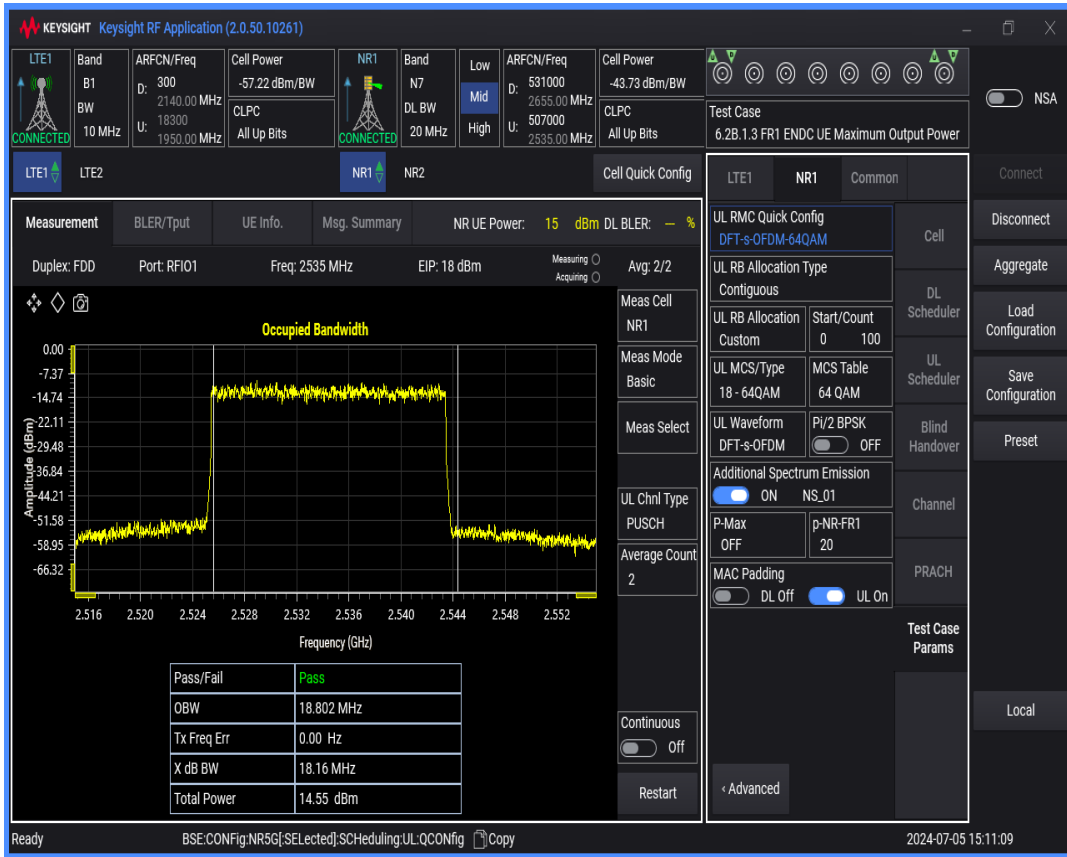 KEYSIGHT Keysight RF Application (2.0.50.10261)
LTE1
CONNECTED
Band
B1
BW
10 MHz
ARFCN/Freq
D: 300
2140.00 MHz
U: 18300
1950.00 MHz
Cell Power
-57.22 dBm/BW
CLPC
All Up Bits
NR1
CONNECTED
Band
N7
DL BW
20 MHz
Low
Mid
High
ARFCN/Freq
D: 531000
2655.00 MHz
U: 507000
2535.00 MHz
Cell Power
-43.73 dBm/BW
CLPC
All Up Bits
Test Case
6.2B.1.3 FR1 ENDC UE Maximum Output Power
NSA
LTE1 LTE2 NR1 NR2 Cell Quick Config
Measurement BLER/Tput UE Info. Msg. Summary NR UE Power: 15 dBm DL BLER: --- %
Duplex: FDD Port: RFIO1 Freq: 2535 MHz EIP: 18 dBm Measuring Avg: 2/2
Acquiring
Occupied Bandwidth
Amplitude (dBm)
0.00
-7.37
-14.74
-22.11
-29.48
-36.84
-44.21
-51.58
-58.95
-66.32
2.516 2.520 2.524 2.528 2.532 2.536 2.540 2.544 2.548 2.552
Frequency (GHz)
Pass/Fail Pass
OBW 18.802 MHz
Tx Freq Err 0.00 Hz
X dB BW 18.16 MHz
Total Power 14.55 dBm
Meas Cell
NR1
Meas Mode
Basic
Meas Select
UL Chnl Type
PUSCH
Average Count
2
Continuous
Off
Restart
LTE1 NR1 Common
UL RMC Quick Config
DFT-s-OFDM-64QAM
UL RB Allocation Type
Contiguous
UL RB Allocation Start/Count
Custom 0 100
UL MCS/Type MCS Table
18 - 64QAM 64 QAM
UL Waveform Pi/2 BPSK
DFT-s-OFDM OFF
Additional Spectrum Emission
ON NS_01
P-Max p-NR-FR1
OFF 20
MAC Padding
DL Off UL On
‹ Advanced
Cell
DL
Scheduler
UL
Scheduler
Blind
Handover
Channel
PRACH
Test Case
Params
Connect
Disconnect
Aggregate
Load
Configuration
Save
Configuration
Preset
Local
Ready BSE:CONFig:NR5G[:SELected]:SCHeduling:UL:QCONfig Copy 2024-07-05 15:11:09